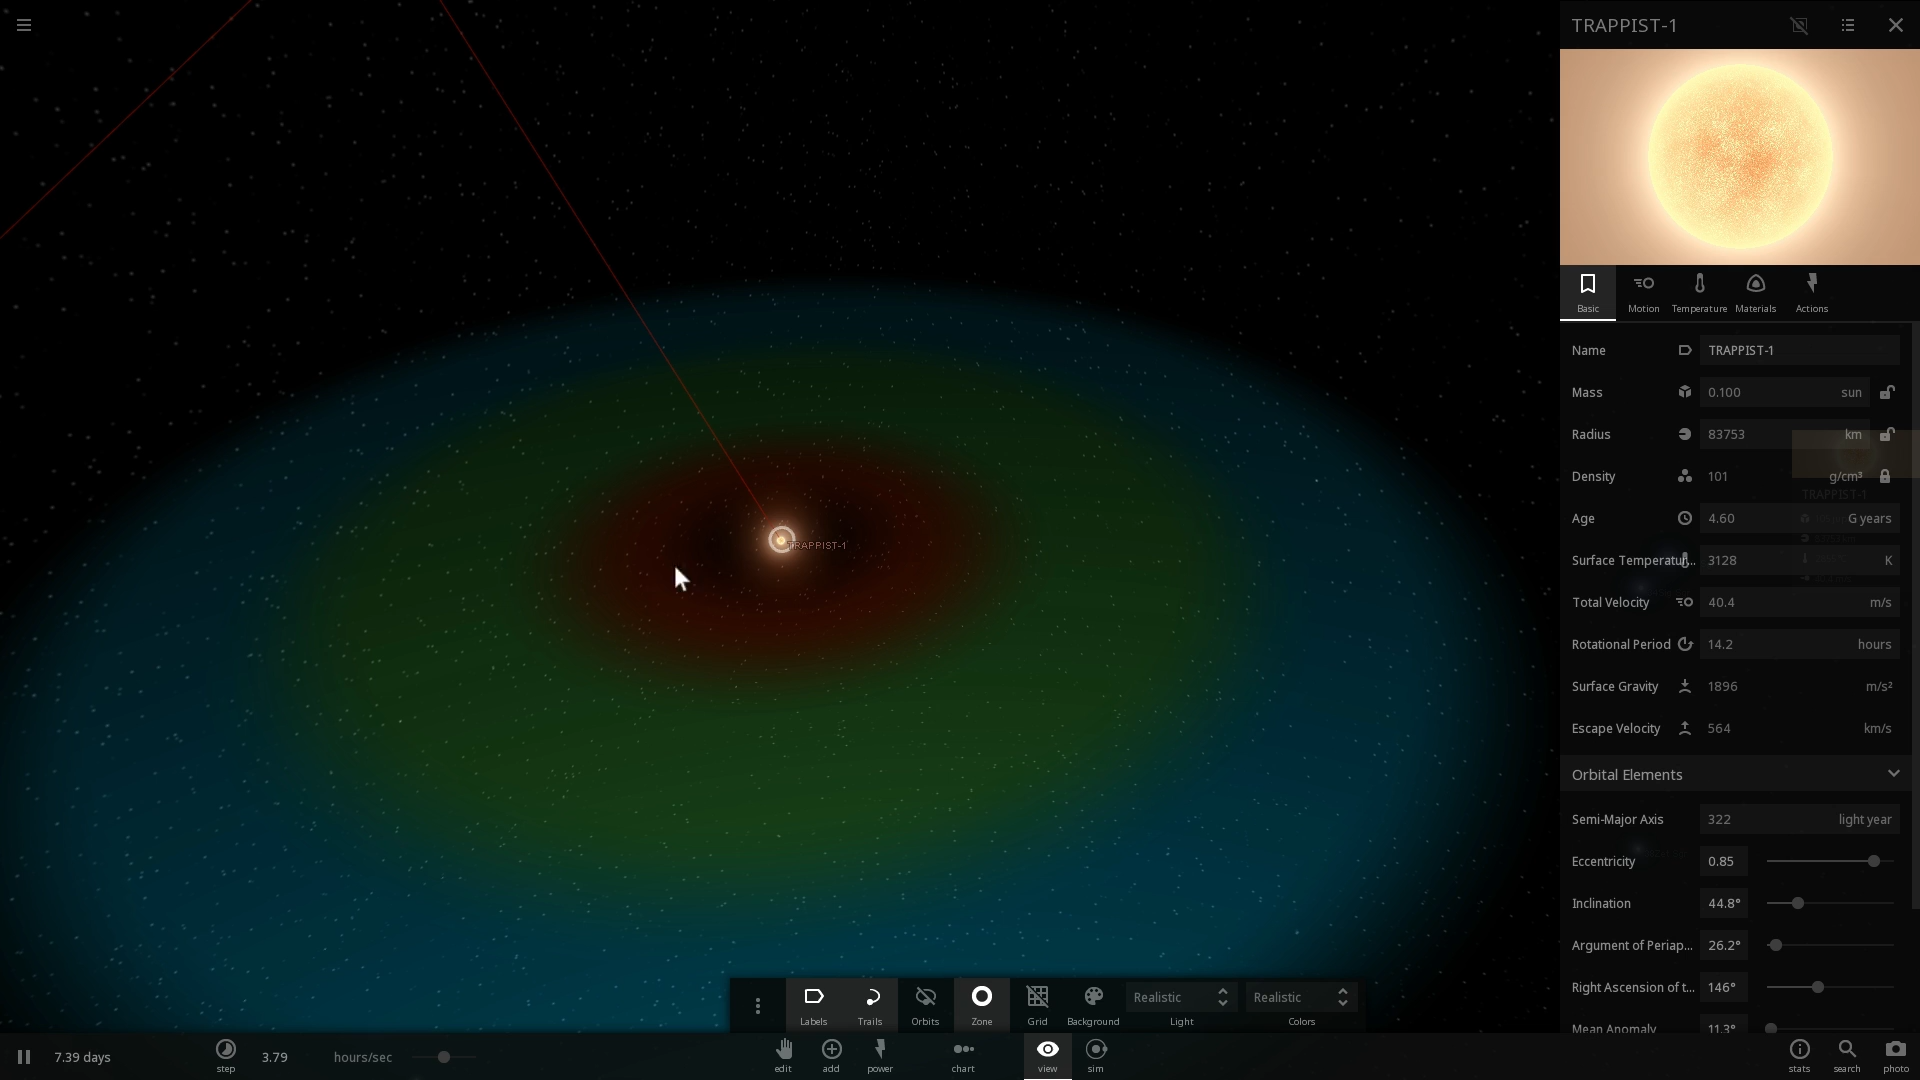 TRAPPIST-1
Basic Motion Temperature Materials Actions
Name TRAPPIST-1
Mass 0.100 sun
Radius 83753 km
Density 101 g/cm³
TRAPPIST-1
Age 4.60 G years
TRAPPIST-1
Surface Temperatur... 3128 K
Total Velocity 40.4 m/s
Rotational Period 14.2 hours
Surface Gravity 1896 m/s²
Escape Velocity 564 km/s
Orbital Elements
Semi-Major Axis 322 light year
Eccentricity 0.85
Inclination 44.8°
Argument of Periap... 26.2°
Right Ascension of t... 146°
Mean Anomaly 11.3°
Realistic Realistic
Labels Trails Orbits Zone Grid Background Light Colors
7.39 days 3.79 hours/sec
step edit add power chart view sim stats search photo